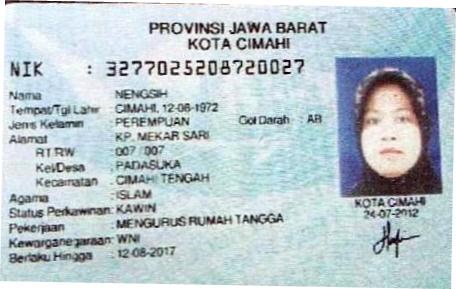 PROVINSI JAWA BARAT
KOTA CIMAHI
NIK : 3277025208720027
Nama : NENGSIH
Tempat/Tgl Lahir : CIMAHI, 12-08-1972
Jenis Kelamin : PEREMPUAN Gol Darah : AB
Alamat : KP. MEKAR SARI
RT/RW : 007 /007
Kel/Desa : PADASUKA
Kecamatan : CIMAHI TENGAH
Agama : ISLAM
Status Perkawinan: KAWIN
Pekerjaan : MENGURUS RUMAH TANGGA
Kewarganegaraan: WNI
Berlaku Hingga : 12-08-2017
KOTA CIMAHI
24-07-2012